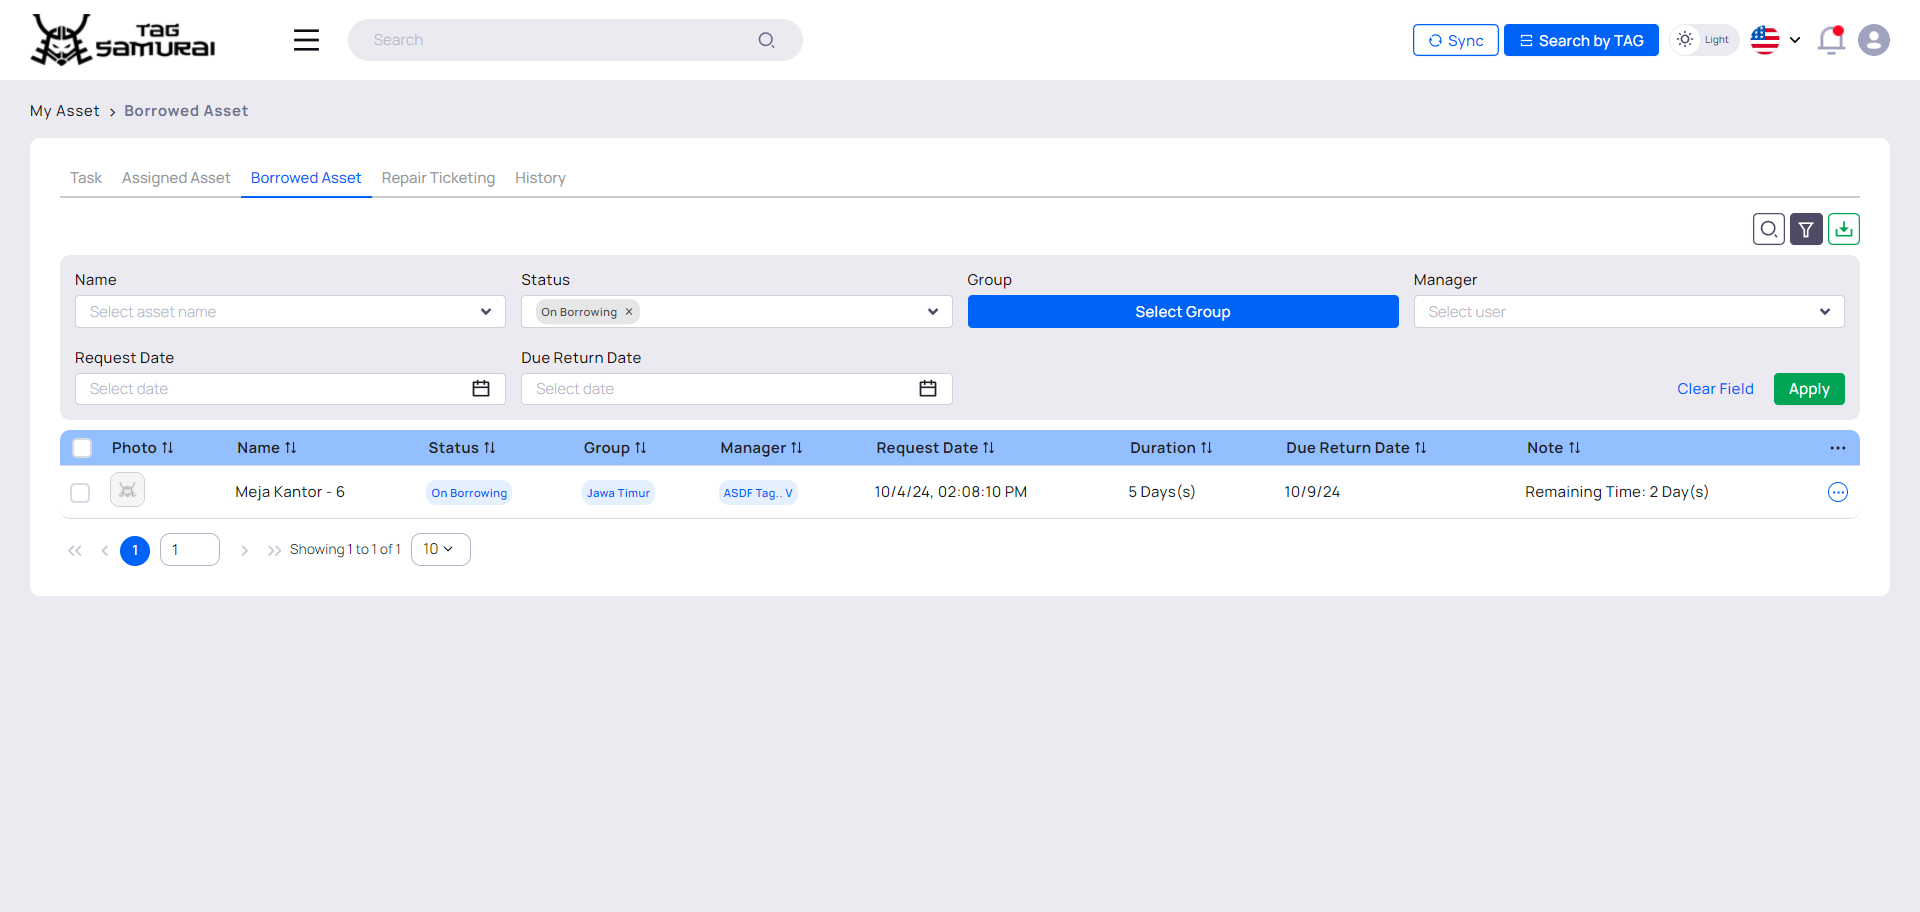 TAG SAMURAI
Search
Sync
Search by TAG
Light
My Asset > Borrowed Asset
Task Assigned Asset Borrowed Asset Repair Ticketing History
Name Status Group Manager
Select asset name On Borrowing × Select Group Select user
Request Date Due Return Date
Select date Select date Clear Field Apply
Photo Name Status Group Manager Request Date Duration Due Return Date Note
Meja Kantor - 6 On Borrowing Jawa Timur ASDF Tag.. V 10/4/24, 02:08:10 PM 5 Days(s) 10/9/24 Remaining Time: 2 Day(s)
1 1 Showing 1 to 1 of 1 10